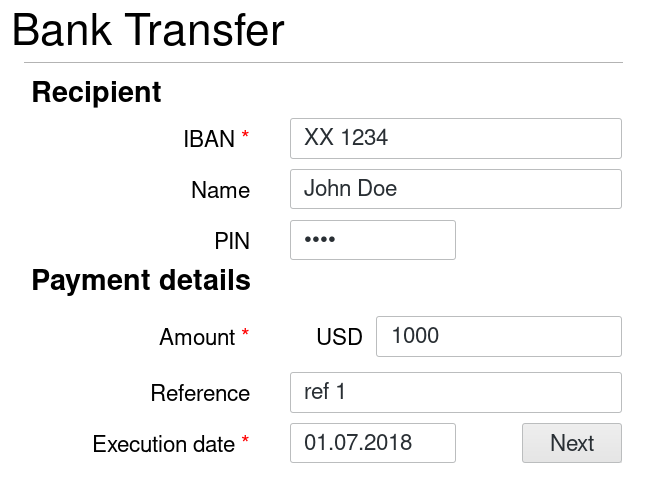 Bank Transfer
Recipient
IBAN * XX 1234
Name John Doe
PIN ••••
Payment details
Amount * USD 1000
Reference ref 1
Execution date * 01.07.2018 Next